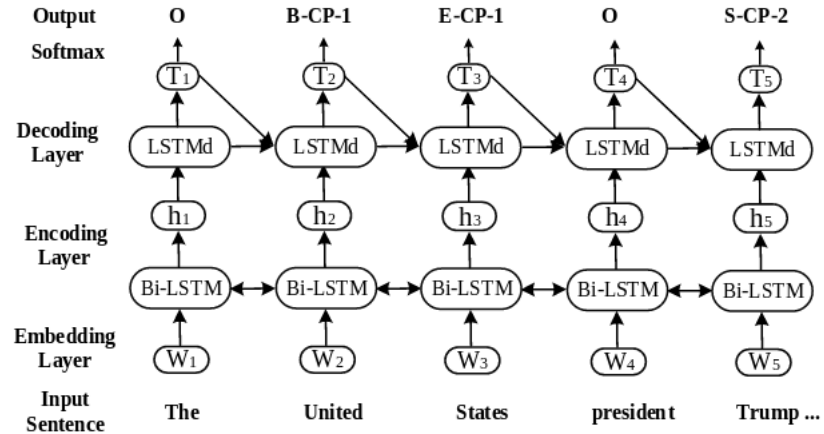 Output O B-CP-1 E-CP-1 O S-CP-2
Softmax
T1 T2 T3 T4 T5
Decoding
Layer
LSTMd LSTMd LSTMd LSTMd LSTMd
h1 h2 h3 h4 h5
Encoding
Layer
Bi-LSTM Bi-LSTM Bi-LSTM Bi-LSTM Bi-LSTM
Embedding
Layer
W1 W2 W3 W4 W5
Input
Sentence
The United States president Trump ...